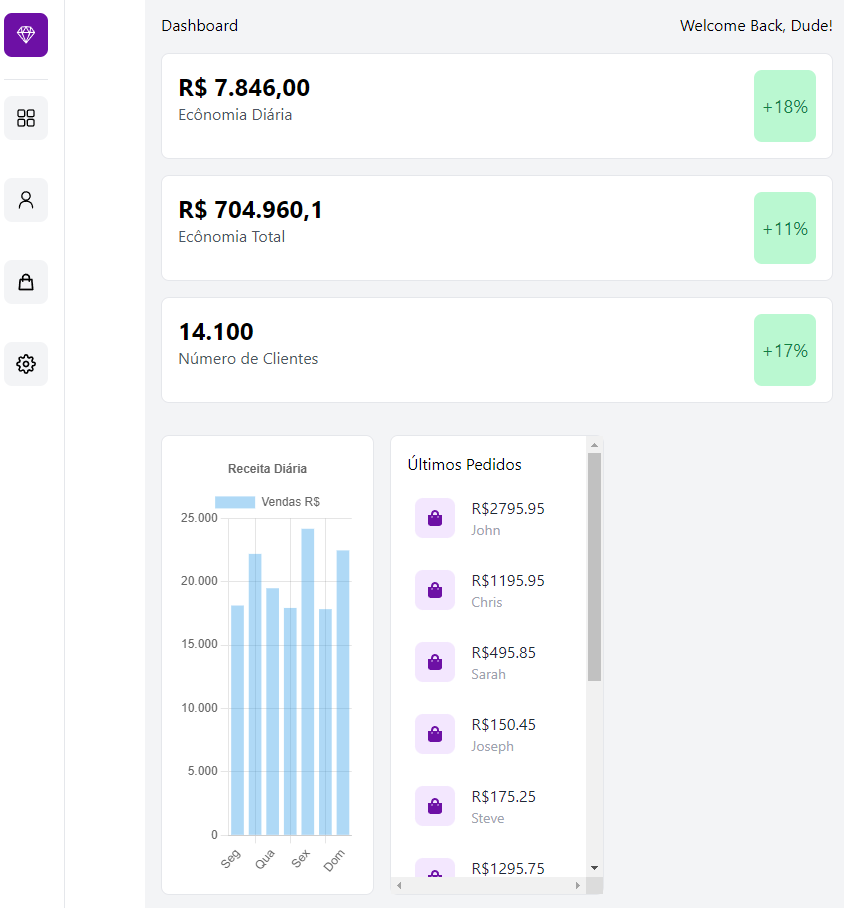 Dashboard
Welcome Back, Dude!
R$ 7.846,00
Ecônomia Diária
+18%
R$ 704.960,1
Ecônomia Total
+11%
14.100
Número de Clientes
+17%
Receita Diária
Vendas R$
25.000
20.000
15.000
10.000
5.000
0
Seg
Qua
Sex
Dom
Últimos Pedidos
R$2795.95
John
R$1195.95
Chris
R$495.85
Sarah
R$150.45
Joseph
R$175.25
Steve
R$1295.75